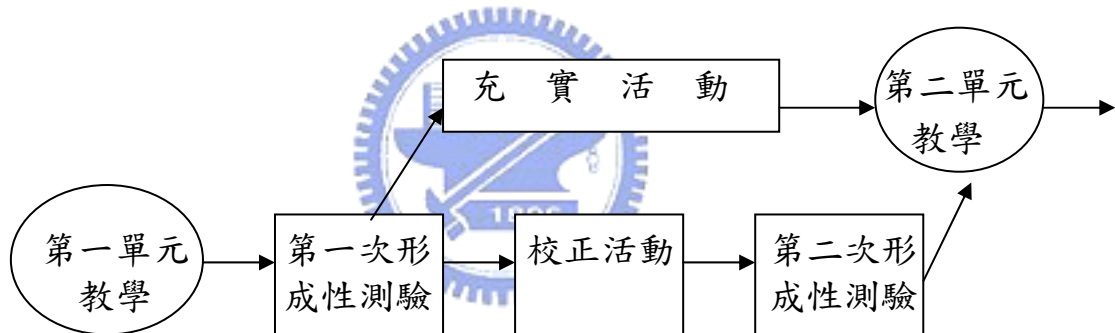 充 實 活 動
第二單元
教學
第一單元
教學
第一次形
成性測驗
校正活動
第二次形
成性測驗
1896